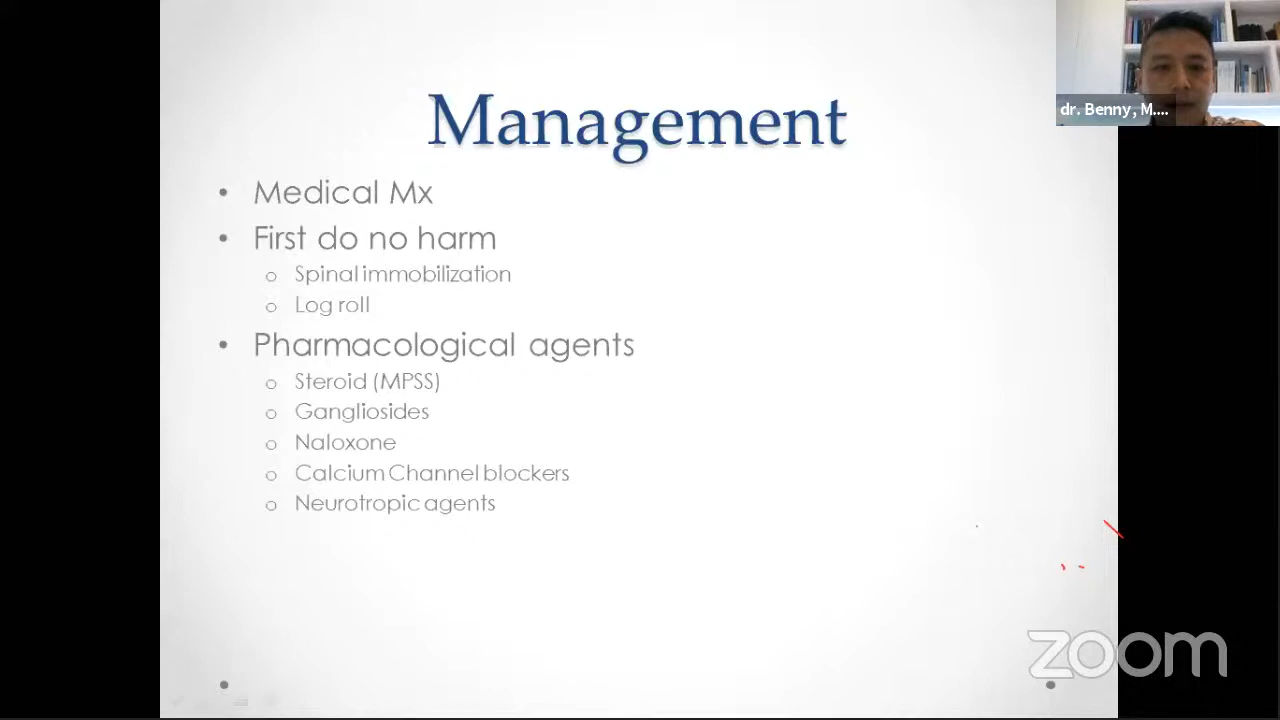 Management
dr. Benny, M....
• Medical Mx
• First do no harm
o Spinal immobilization
o Log roll
• Pharmacological agents
o Steroid (MPSS)
o Gangliosides
o Naloxone
o Calcium Channel blockers
o Neurotropic agents
zoom